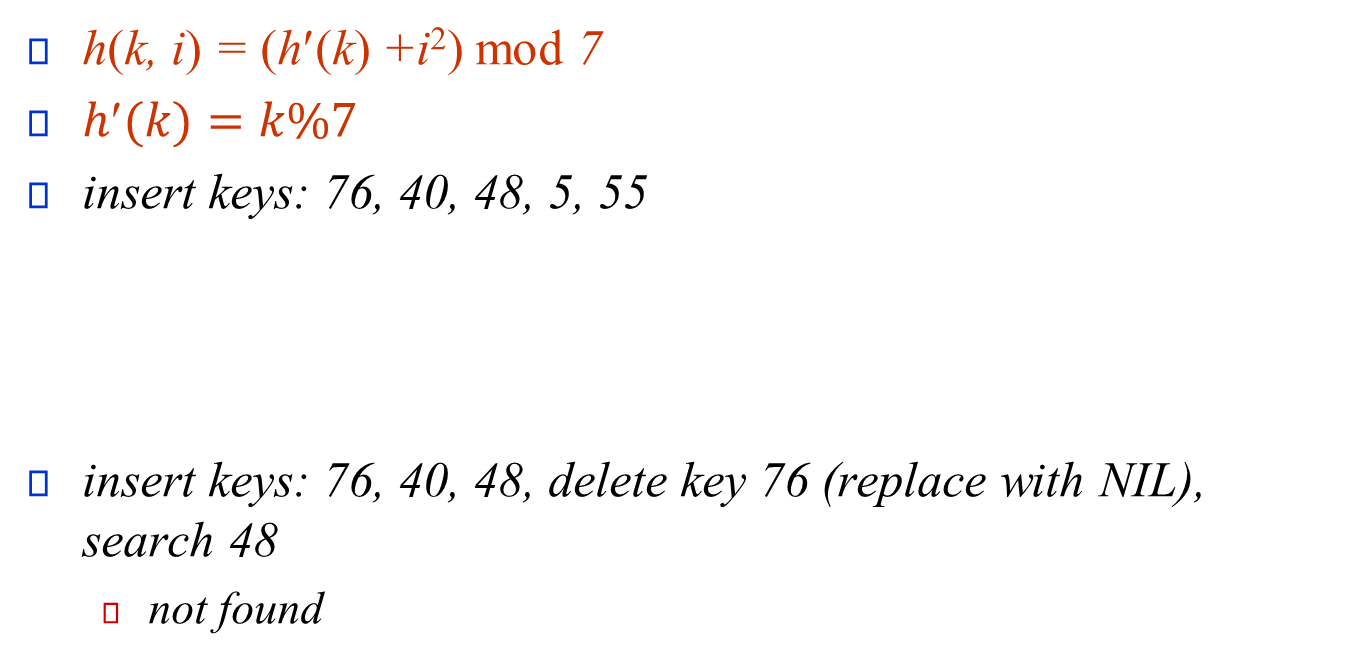 h(k, i) = (h′(k) +i²) mod 7
h′(k) = k%7
insert keys: 76, 40, 48, 5, 55
insert keys: 76, 40, 48, delete key 76 (replace with NIL),
search 48
not found